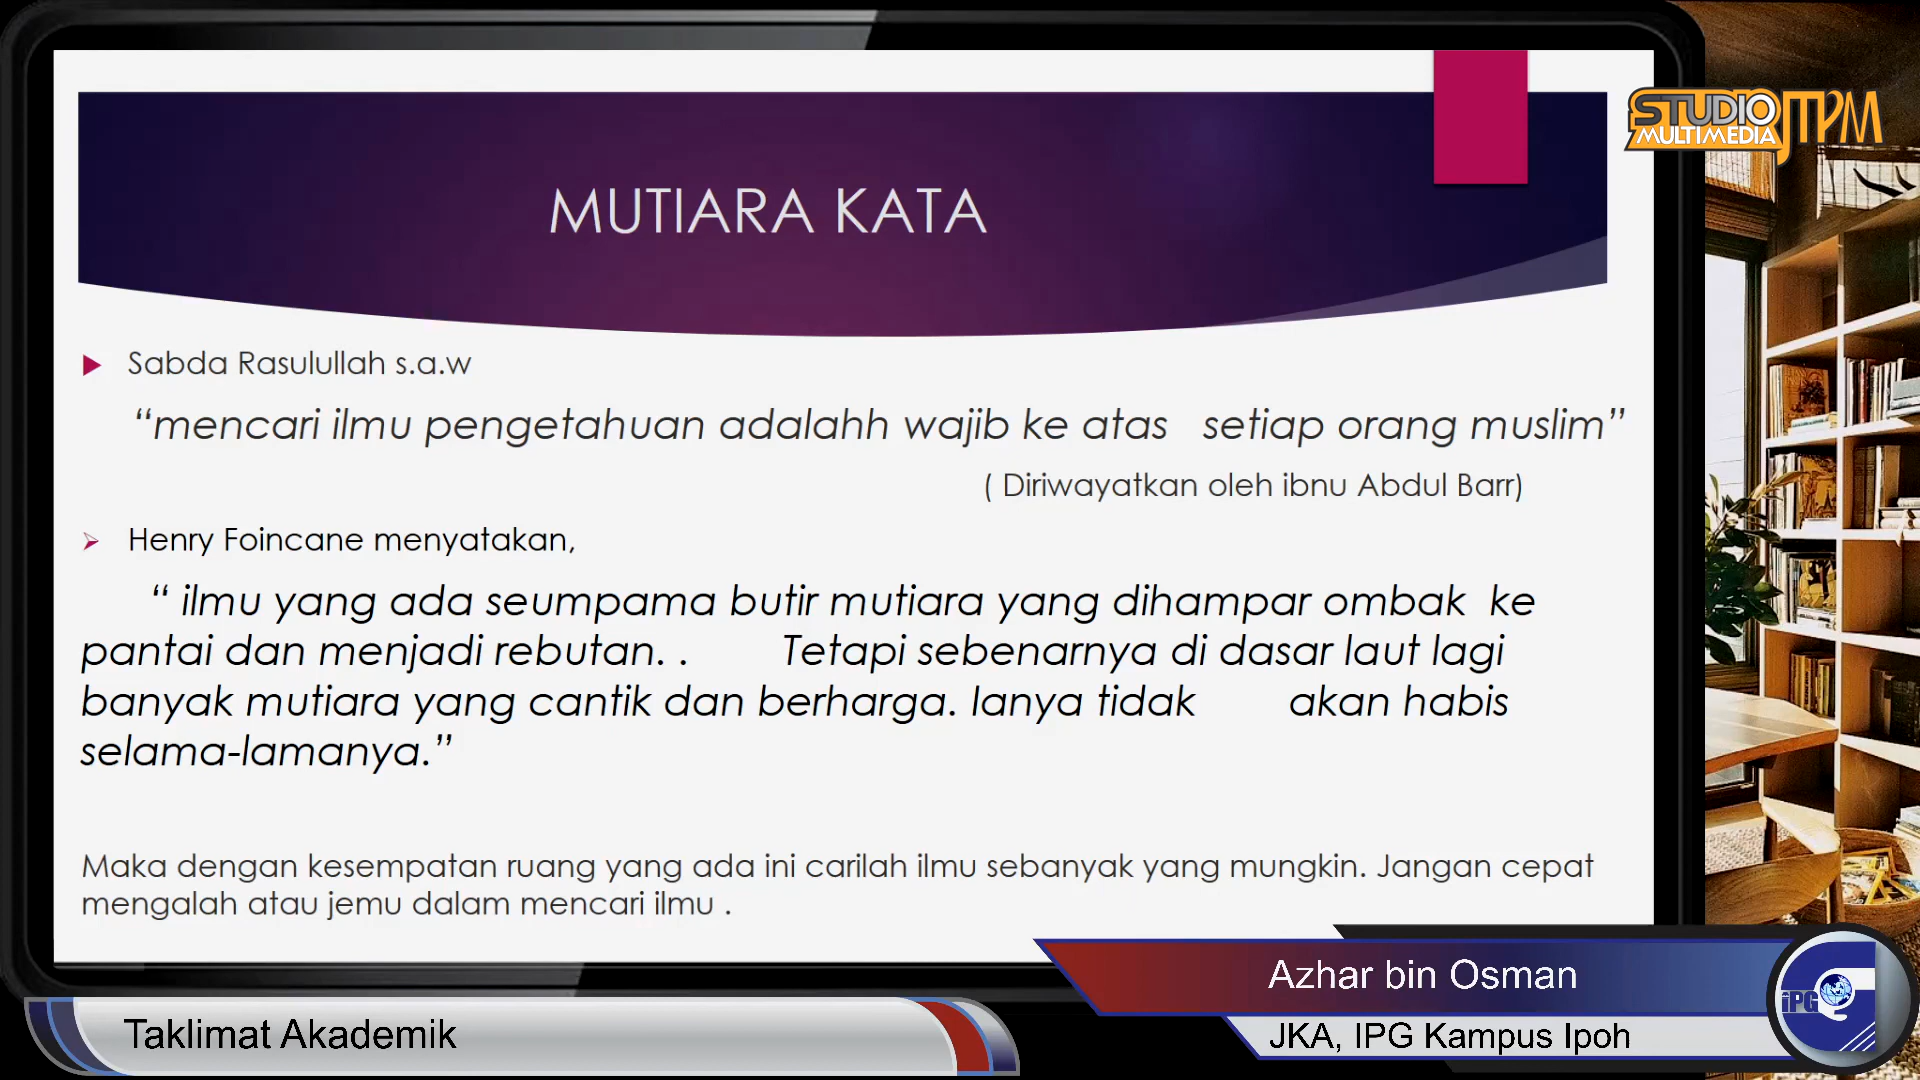 STUDIO
MULTIMEDIA JTPM
MUTIARA KATA
Sabda Rasulullah s.a.w
“mencari ilmu pengetahuan adalahh wajib ke atas setiap orang muslim”
( Diriwayatkan oleh ibnu Abdul Barr)
Henry Foincane menyatakan,
“ ilmu yang ada seumpama butir mutiara yang dihampar ombak ke
pantai dan menjadi rebutan. . Tetapi sebenarnya di dasar laut lagi
banyak mutiara yang cantik dan berharga. Ianya tidak akan habis
selama-lamanya.”
Maka dengan kesempatan ruang yang ada ini carilah ilmu sebanyak yang mungkin. Jangan cepat
mengalah atau jemu dalam mencari ilmu .
Azhar bin Osman
JKA, IPG Kampus Ipoh
iPG
Taklimat Akademik